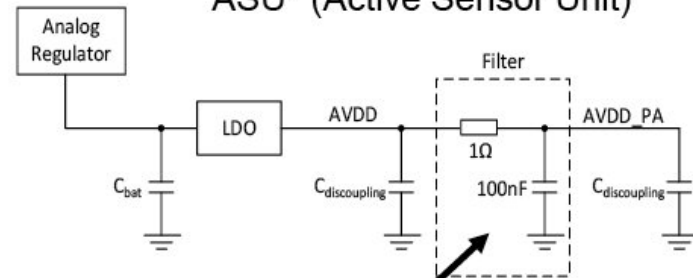 ASU (Active Sensor Unit)
Analog
Regulator
Filter
LDO
AVDD
AVDD_PA
1Ω
Cbat
Cdiscoupling
100nF
Cdiscoupling